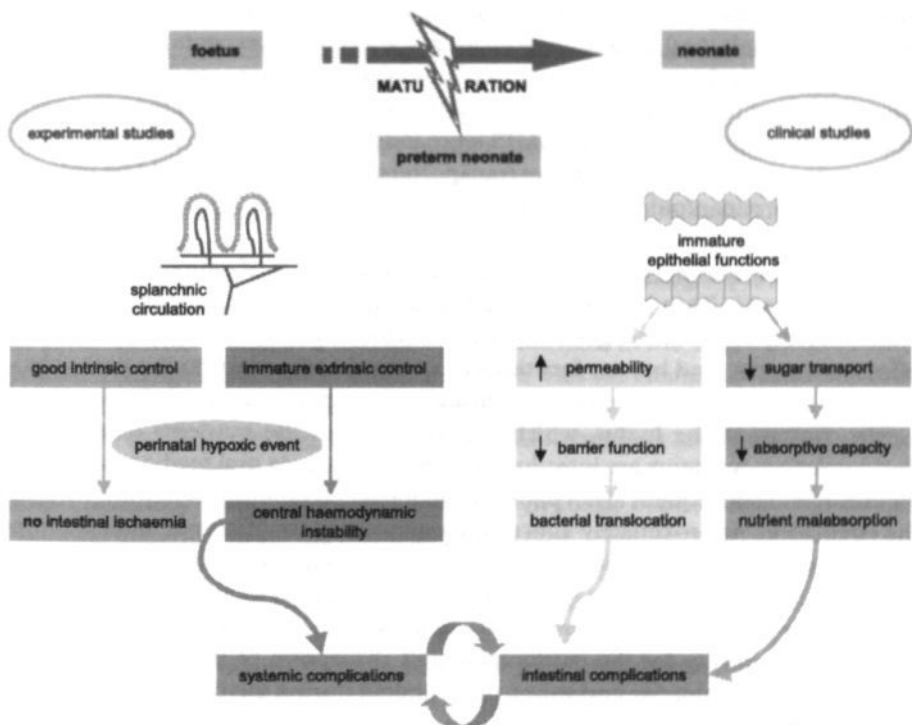 foetus
neonate
MATU RATION
experimental studies
clinical studies
preterm neonate
immature
epithelial functions
splanchnic
circulation
good intrinsic control
immature extrinsic control
↑ permeability
↓ sugar transport
perinatal hypoxic event
↓ barrier function
↓ absorptive capacity
no intestinal ischaemia
central haemodynamic
instability
bacterial translocation
nutrient malabsorption
systemic complications
intestinal complications